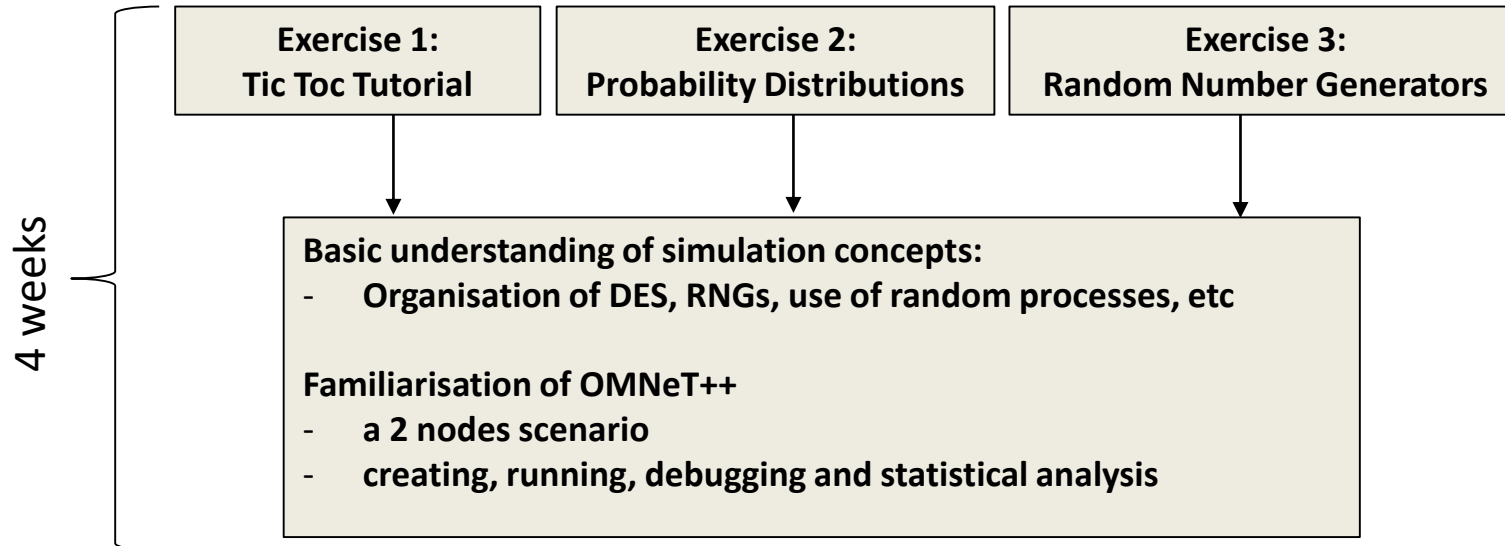 Exercise 1:
Tic Toc Tutorial
Exercise 2:
Probability Distributions
Exercise 3:
Random Number Generators
4 weeks
Basic understanding of simulation concepts:
- Organisation of DES, RNGs, use of random processes, etc
Familiarisation of OMNeT++
- a 2 nodes scenario
- creating, running, debugging and statistical analysis